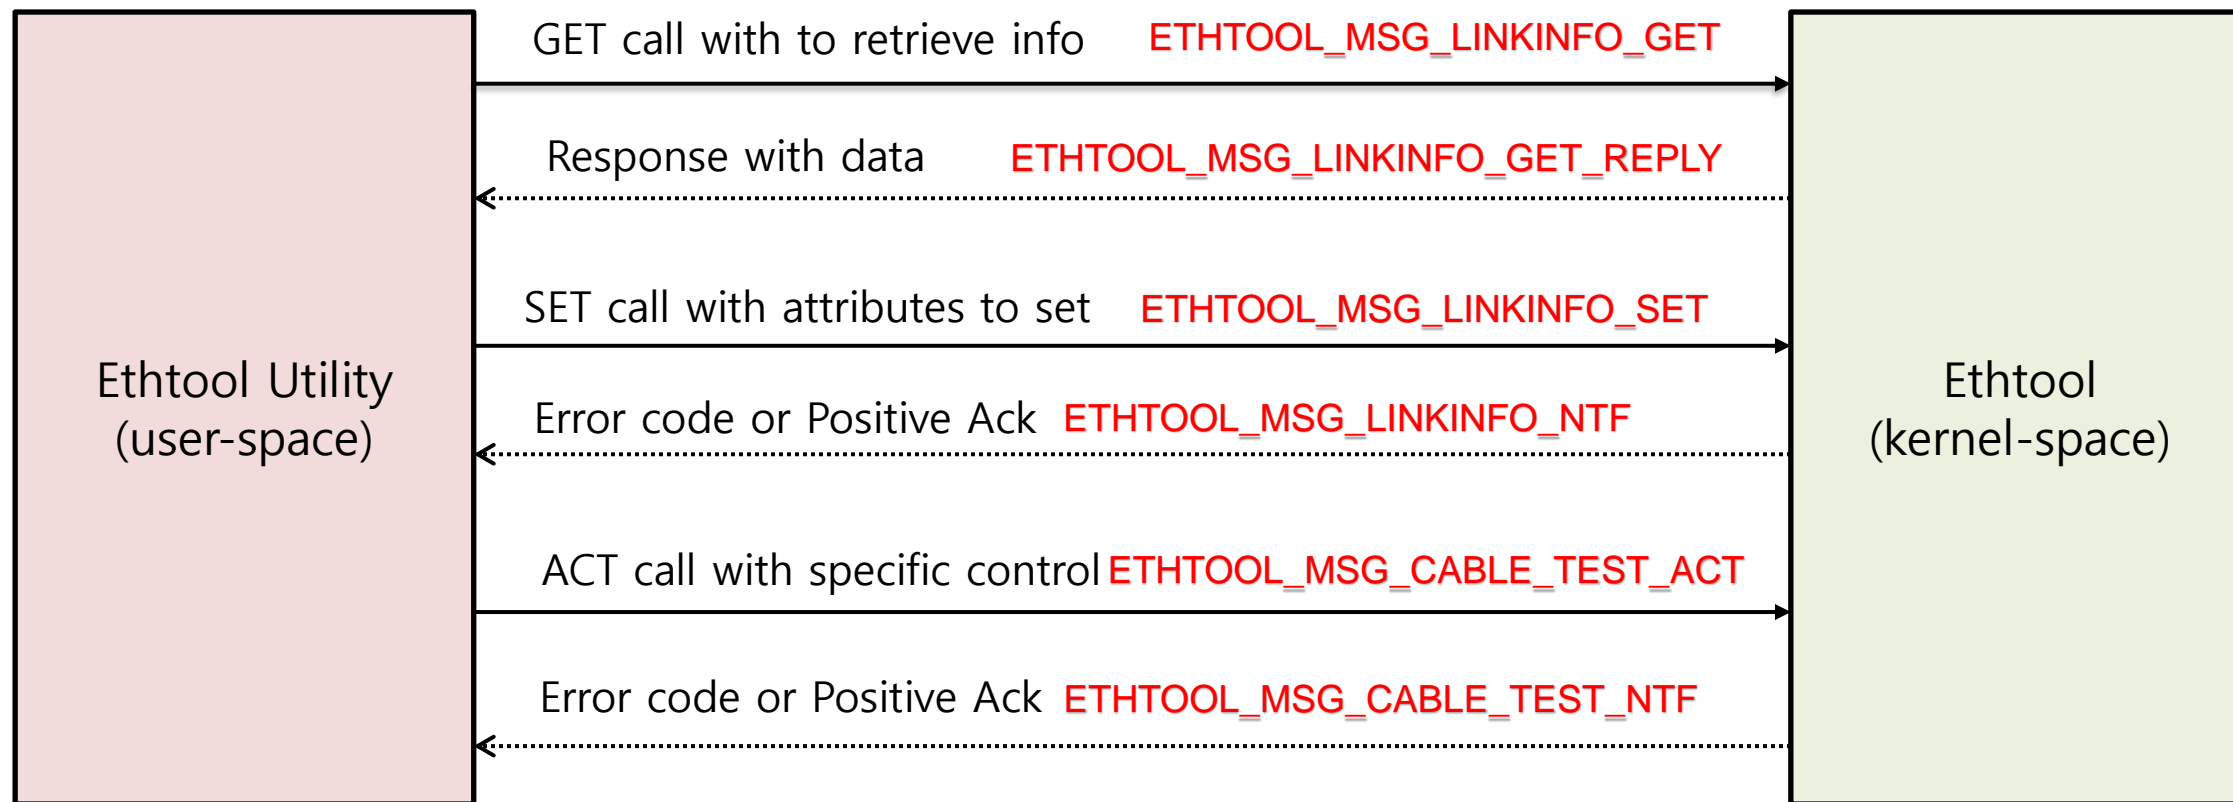 GET call with to retrieve info ETHTOOL_MSG_LINKINFO_GET
Response with data ETHTOOL_MSG_LINKINFO_GET_REPLY
SET call with attributes to set ETHTOOL_MSG_LINKINFO_SET
Ethtool Utility
(user-space)
Error code or Positive Ack ETHTOOL_MSG_LINKINFO_NTF
Ethtool
(kernel-space)
ACT call with specific control ETHTOOL_MSG_CABLE_TEST_ACT
Error code or Positive Ack ETHTOOL_MSG_CABLE_TEST_NTF